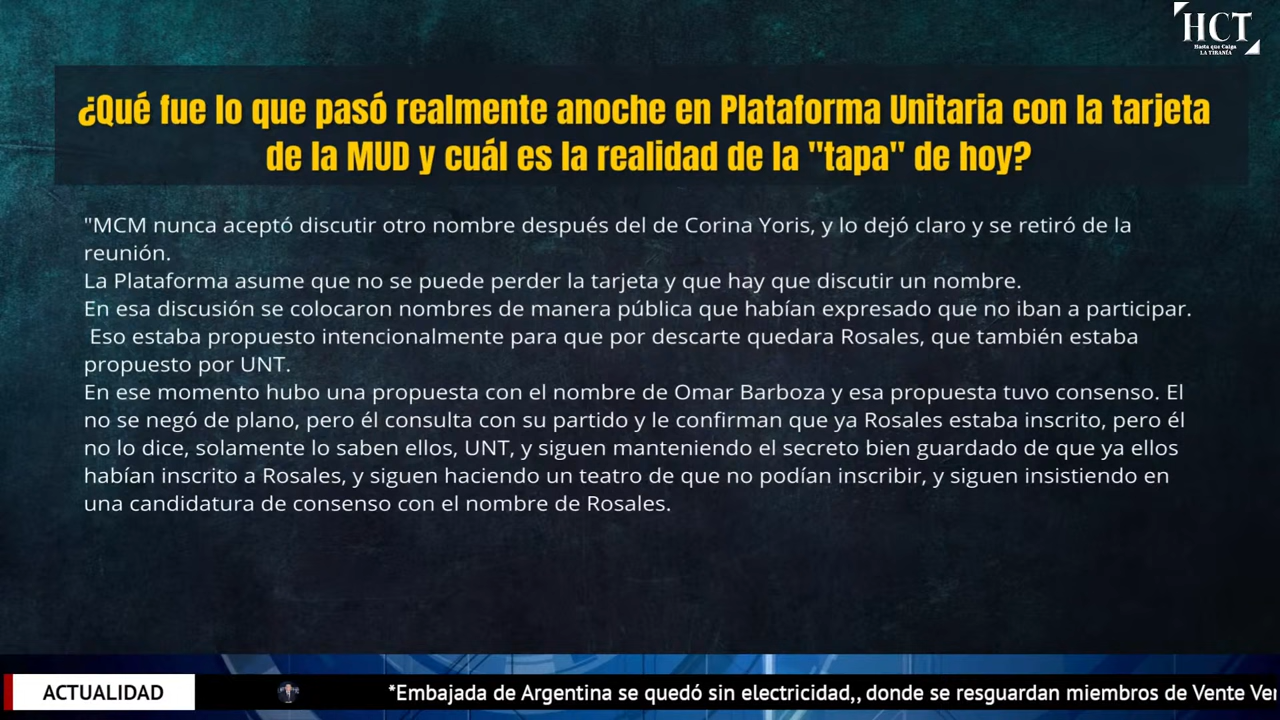 HCT
Hasta que Caiga
LA TIRANÍA
¿Qué fue lo que pasó realmente anoche en Plataforma Unitaria con la tarjeta
de la MUD y cuál es la realidad de la "tapa" de hoy?
"MCM nunca aceptó discutir otro nombre después del de Corina Yoris, y lo dejó claro y se retiró de la
reunión.
La Plataforma asume que no se puede perder la tarjeta y que hay que discutir un nombre.
En esa discusión se colocaron nombres de manera pública que habían expresado que no iban a participar.
Eso estaba propuesto intencionalmente para que por descarte quedara Rosales, que también estaba
propuesto por UNT.
En ese momento hubo una propuesta con el nombre de Omar Barboza y esa propuesta tuvo consenso. El
no se negó de plano, pero él consulta con su partido y le confirman que ya Rosales estaba inscrito, pero él
no lo dice, solamente lo saben ellos, UNT, y siguen manteniendo el secreto bien guardado de que ya ellos
habían inscrito a Rosales, y siguen haciendo un teatro de que no podían inscribir, y siguen insistiendo en
una candidatura de consenso con el nombre de Rosales.
ACTUALIDAD
*Embajada de Argentina se quedó sin electricidad,, donde se resguardan miembros de Vente Ve